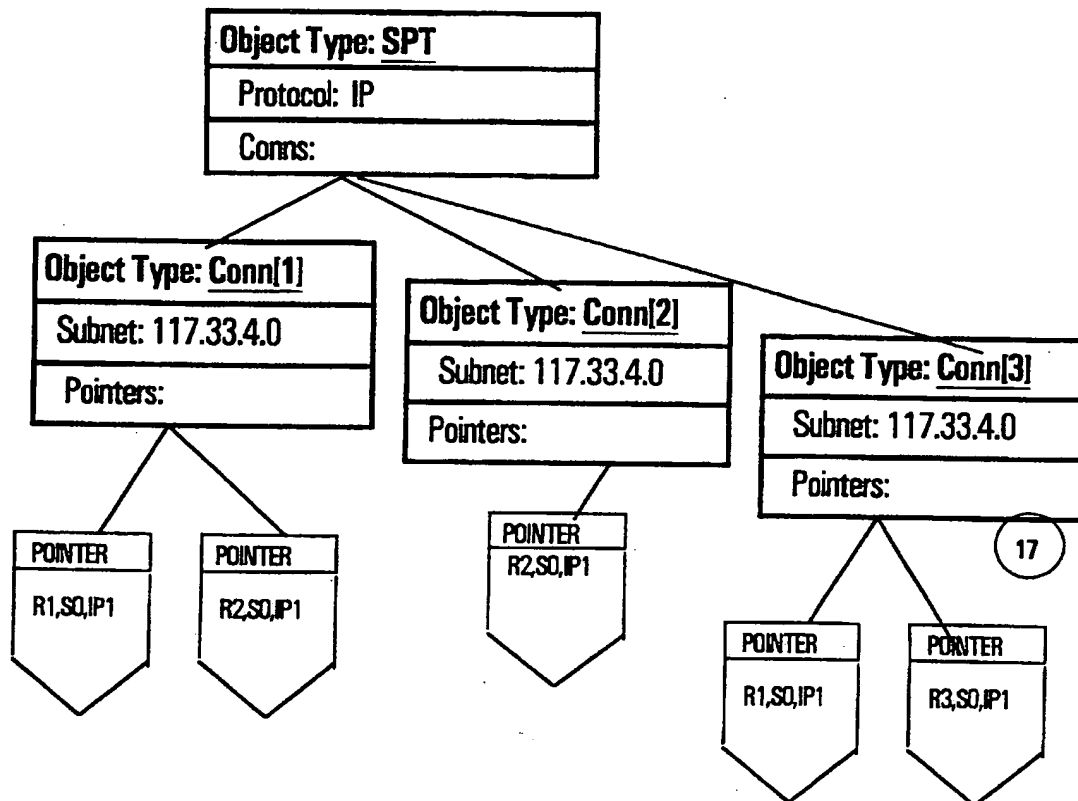 Object Type: SPT
Protocol: IP
Conns:
Object Type: Conn[1]
Subnet: 117.33.4.0
Pointers:
Object Type: Conn[2]
Subnet: 117.33.4.0
Pointers:
Object Type: Conn[3]
Subnet: 117.33.4.0
Pointers:
17
POINTER
R1,S0,IP1
POINTER
R2,S0,IP1
POINTER
R2,S0,IP1
POINTER
R1,S0,IP1
POINTER
R3,S0,IP1